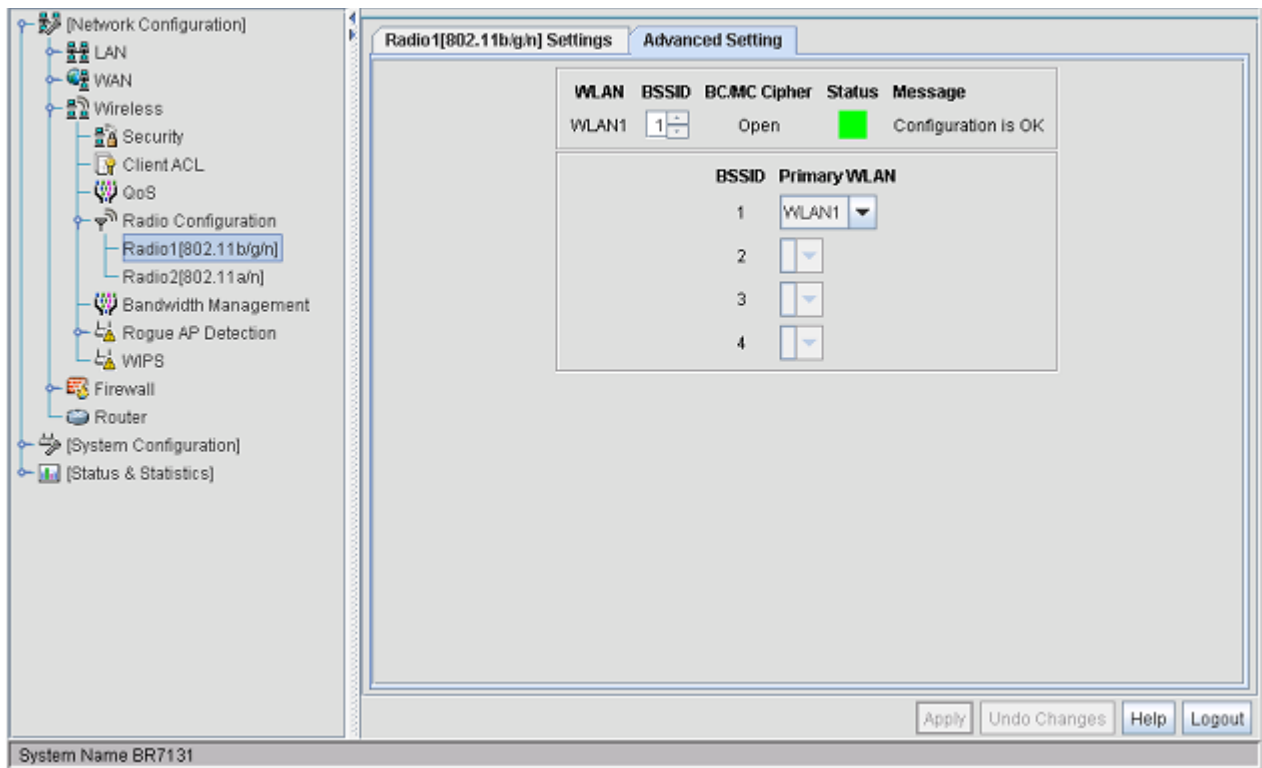 [Network Configuration]
LAN
WAN
Wireless
Security
Client ACL
QoS
Radio Configuration
Radio1[802.11b/g/n]
Radio2[802.11a/n]
Bandwidth Management
Rogue AP Detection
WIPS
Firewall
Router
[System Configuration]
[Status & Statistics]
Radio1[802.11b/g/n] Settings
Advanced Setting
WLAN BSSID BC/MC Cipher Status Message
WLAN1 1 Open Configuration is OK
BSSID Primary WLAN
1 WLAN1
2
3
4
Apply Undo Changes Help Logout
System Name BR7131